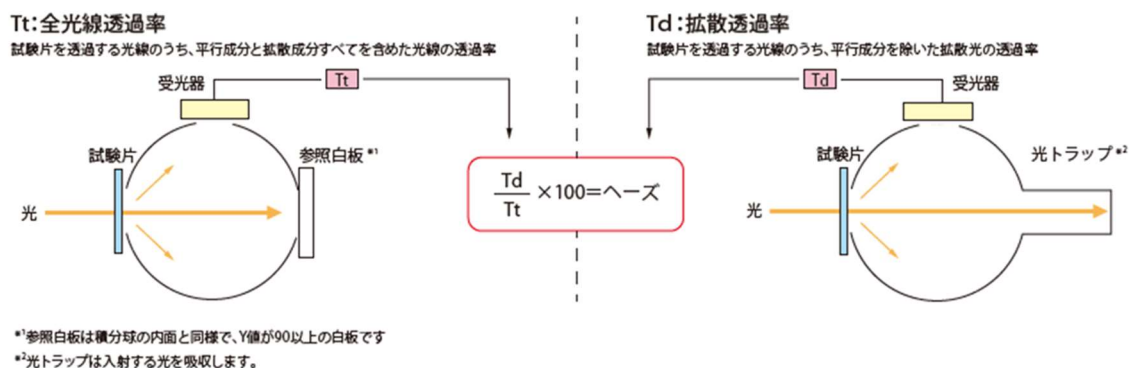 Tt:全光線透過率
試験片を透過する光線のうち、平行成分と拡散成分すべてを含めた光線の透過率
受光器
Tt
試験片
参照白板*1
光
Td
Tt
×100=ヘーズ
Td:拡散透過率
試験片を透過する光線のうち、平行成分を除いた拡散光の透過率
Td
受光器
試験片
光トラップ*2
光
*1参照白板は積分球の内面と同様で、Y値が90以上の白板です
*2光トラップは入射する光を吸収します。